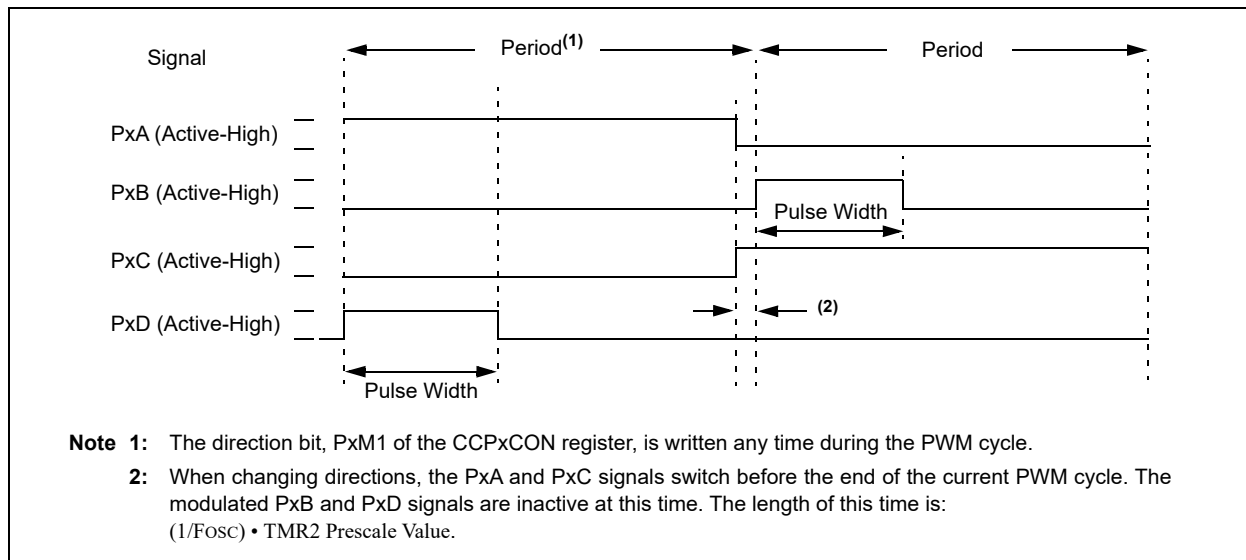 Signal
Period(1)
Period
PxA (Active-High)
PxB (Active-High)
Pulse Width
PxC (Active-High)
(2)
PxD (Active-High)
Pulse Width
Note 1: The direction bit, PxM1 of the CCPxCON register, is written any time during the PWM cycle.
2: When changing directions, the PxA and PxC signals switch before the end of the current PWM cycle. The
modulated PxB and PxD signals are inactive at this time. The length of this time is:
(1/FOSC) • TMR2 Prescale Value.